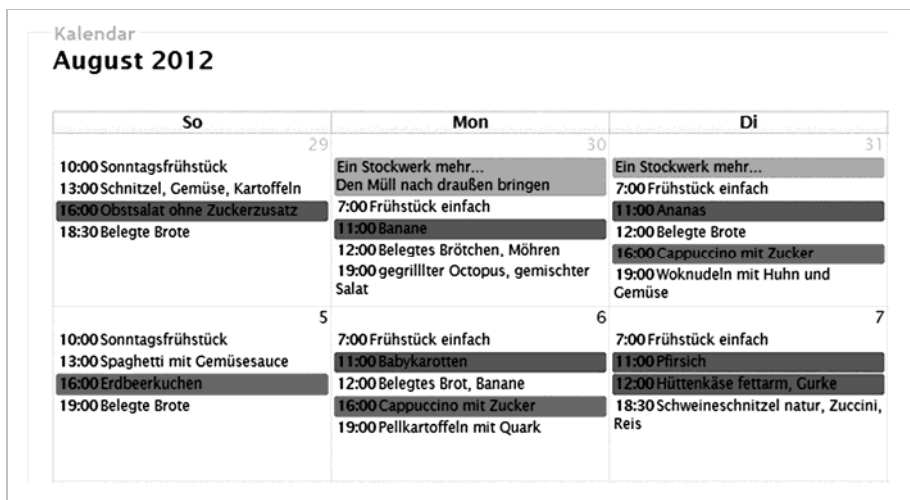 Kalendar
August 2012
So
Mon
Di
29
10:00 Sonntagsfrühstück
13:00 Schnitzel, Gemüse, Kartoffeln
16:00 Obstsalat ohne Zuckerzusatz
18:30 Belegte Brote
30
Ein Stockwerk mehr...
Den Müll nach draußen bringen
7:00 Frühstück einfach
11:00 Banane
12:00 Belegtes Brötchen, Möhren
19:00 gegrilllter Octopus, gemischter
Salat
31
Ein Stockwerk mehr...
7:00 Frühstück einfach
11:00 Ananas
12:00 Belegte Brote
16:00 Cappuccino mit Zucker
19:00 Woknudeln mit Huhn und
Gemüse
5
10:00 Sonntagsfrühstück
13:00 Spaghetti mit Gemüsesauce
16:00 Erdbeerkuchen
19:00 Belegte Brote
6
7:00 Frühstück einfach
11:00 Babykarotten
12:00 Belegtes Brot, Banane
16:00 Cappuccino mit Zucker
19:00 Pellkartoffeln mit Quark
7
7:00 Frühstück einfach
11:00 Pfirsich
12:00 Hüttenkäse fettarm, Gurke
18:30 Schweineschnitzel natur, Zuccini,
Reis